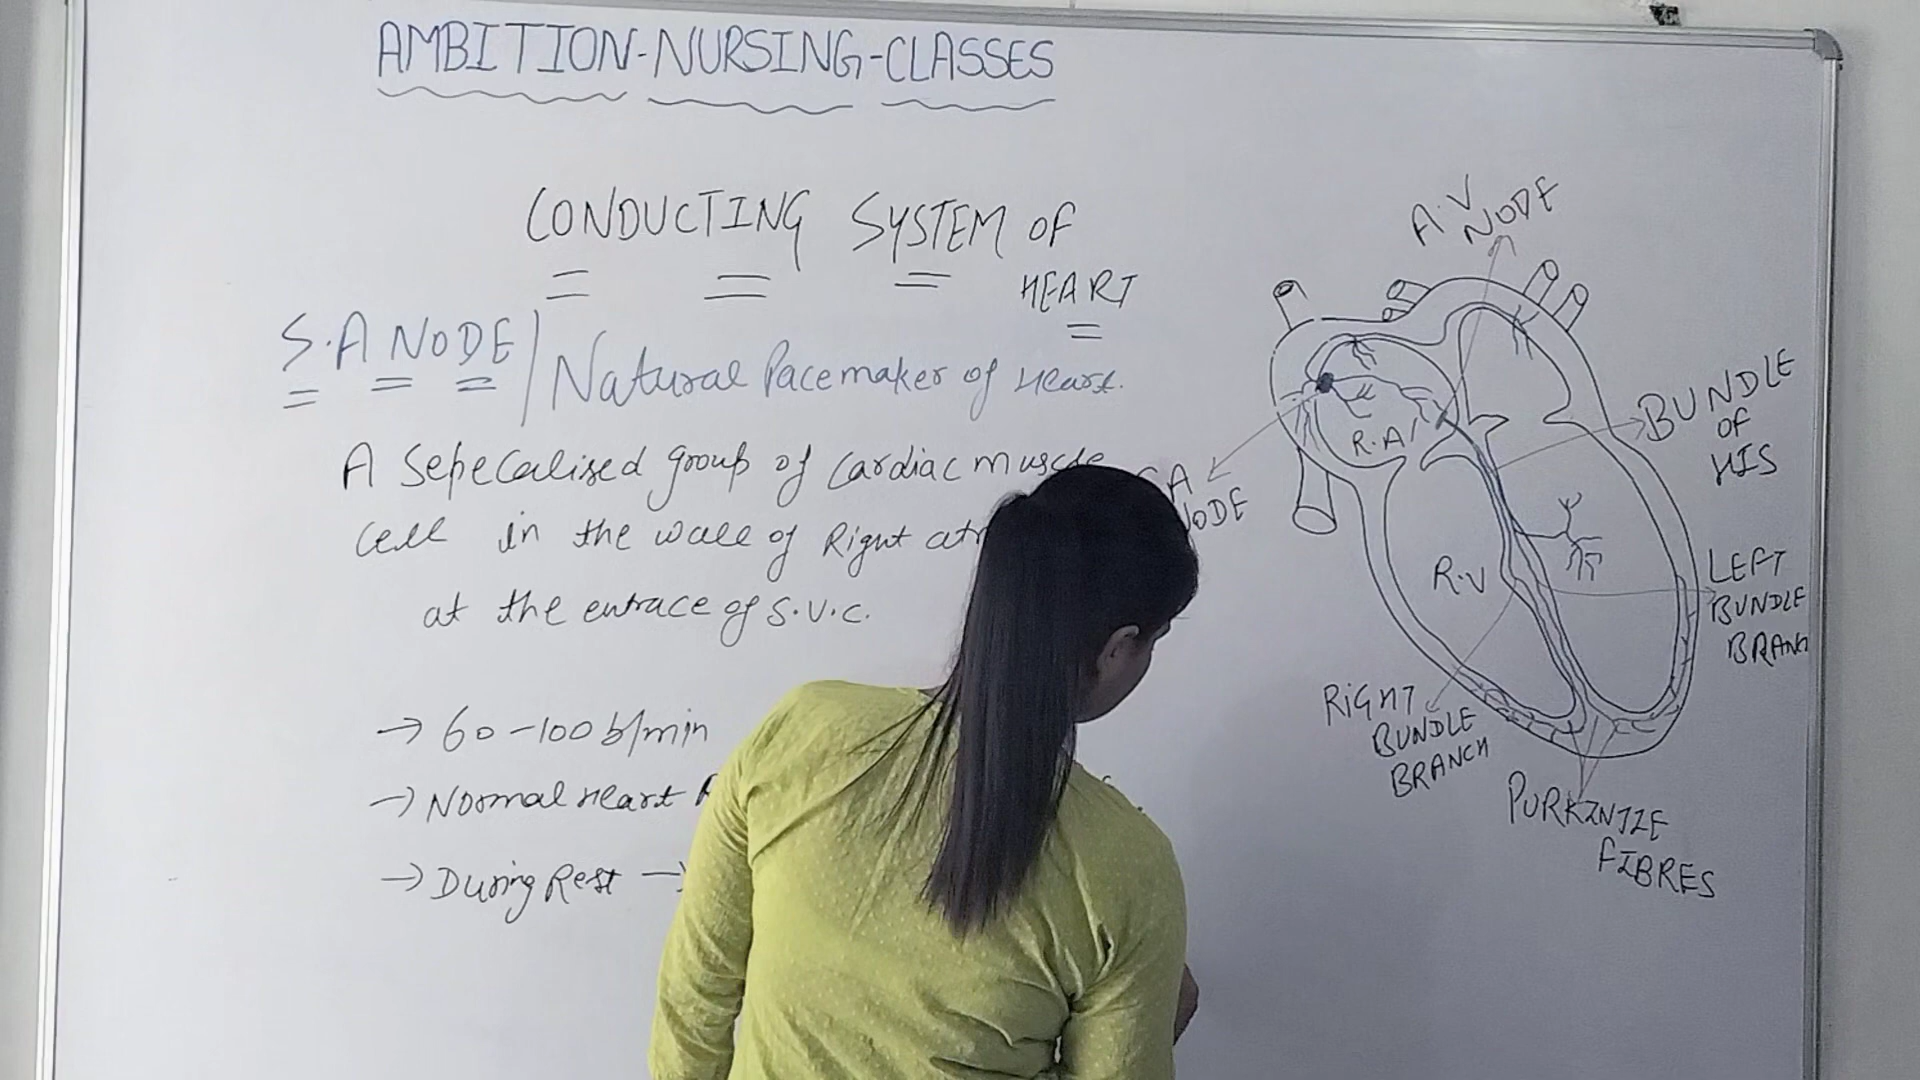 AMBITION-NURSING-CLASSES
CONDUCTING SYSTEM OF
HEART
S.A NODE / Natural Pacemaker of Heart.
A Sepecalised group of cardiac muscle
cell in the wall of Right
at the entrace of S.V.C.
→ 60-100 b/min
→ Normal Heart
→ During Rest →
A.V
NODE
BUNDLE
OF
HIS
R.A
A
NODE
R.V
LEFT
BUNDLE
BRANCH
RIGHT
BUNDLE
BRANCH
PURKINJIE
FIBRES